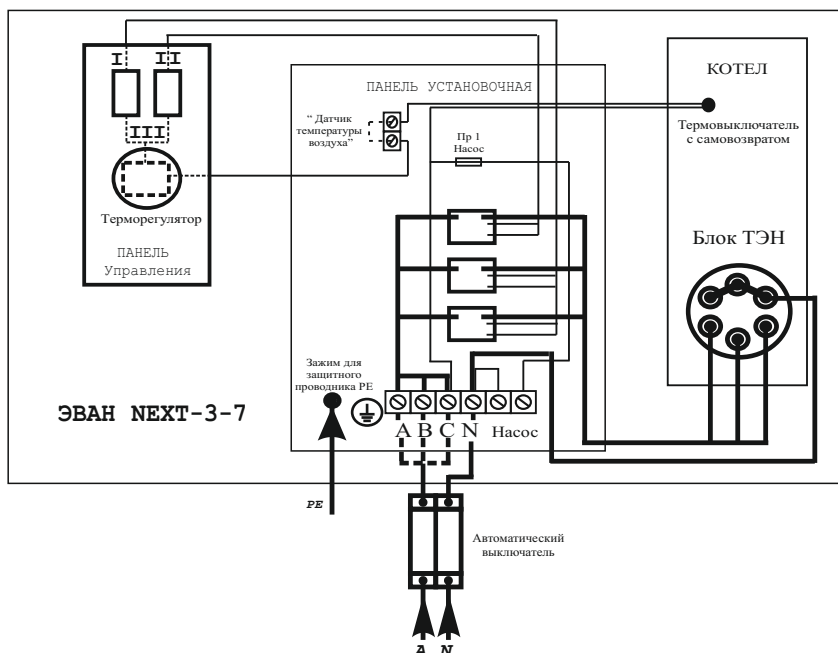 I
II
III
Терморегулятор
ПАНЕЛЬ
Управления
ПАНЕЛЬ УСТАНОВОЧНАЯ
“ Датчик
температуры
воздуха”
Пр 1
Насос
КОТЕЛ
Термовыключатель
с самовозвратом
Блок ТЭН
Зажим для
защитного
проводника PE
ЭВАН NEXT-3-7
A B C N Насос
PE
Автоматический
выключатель
A N